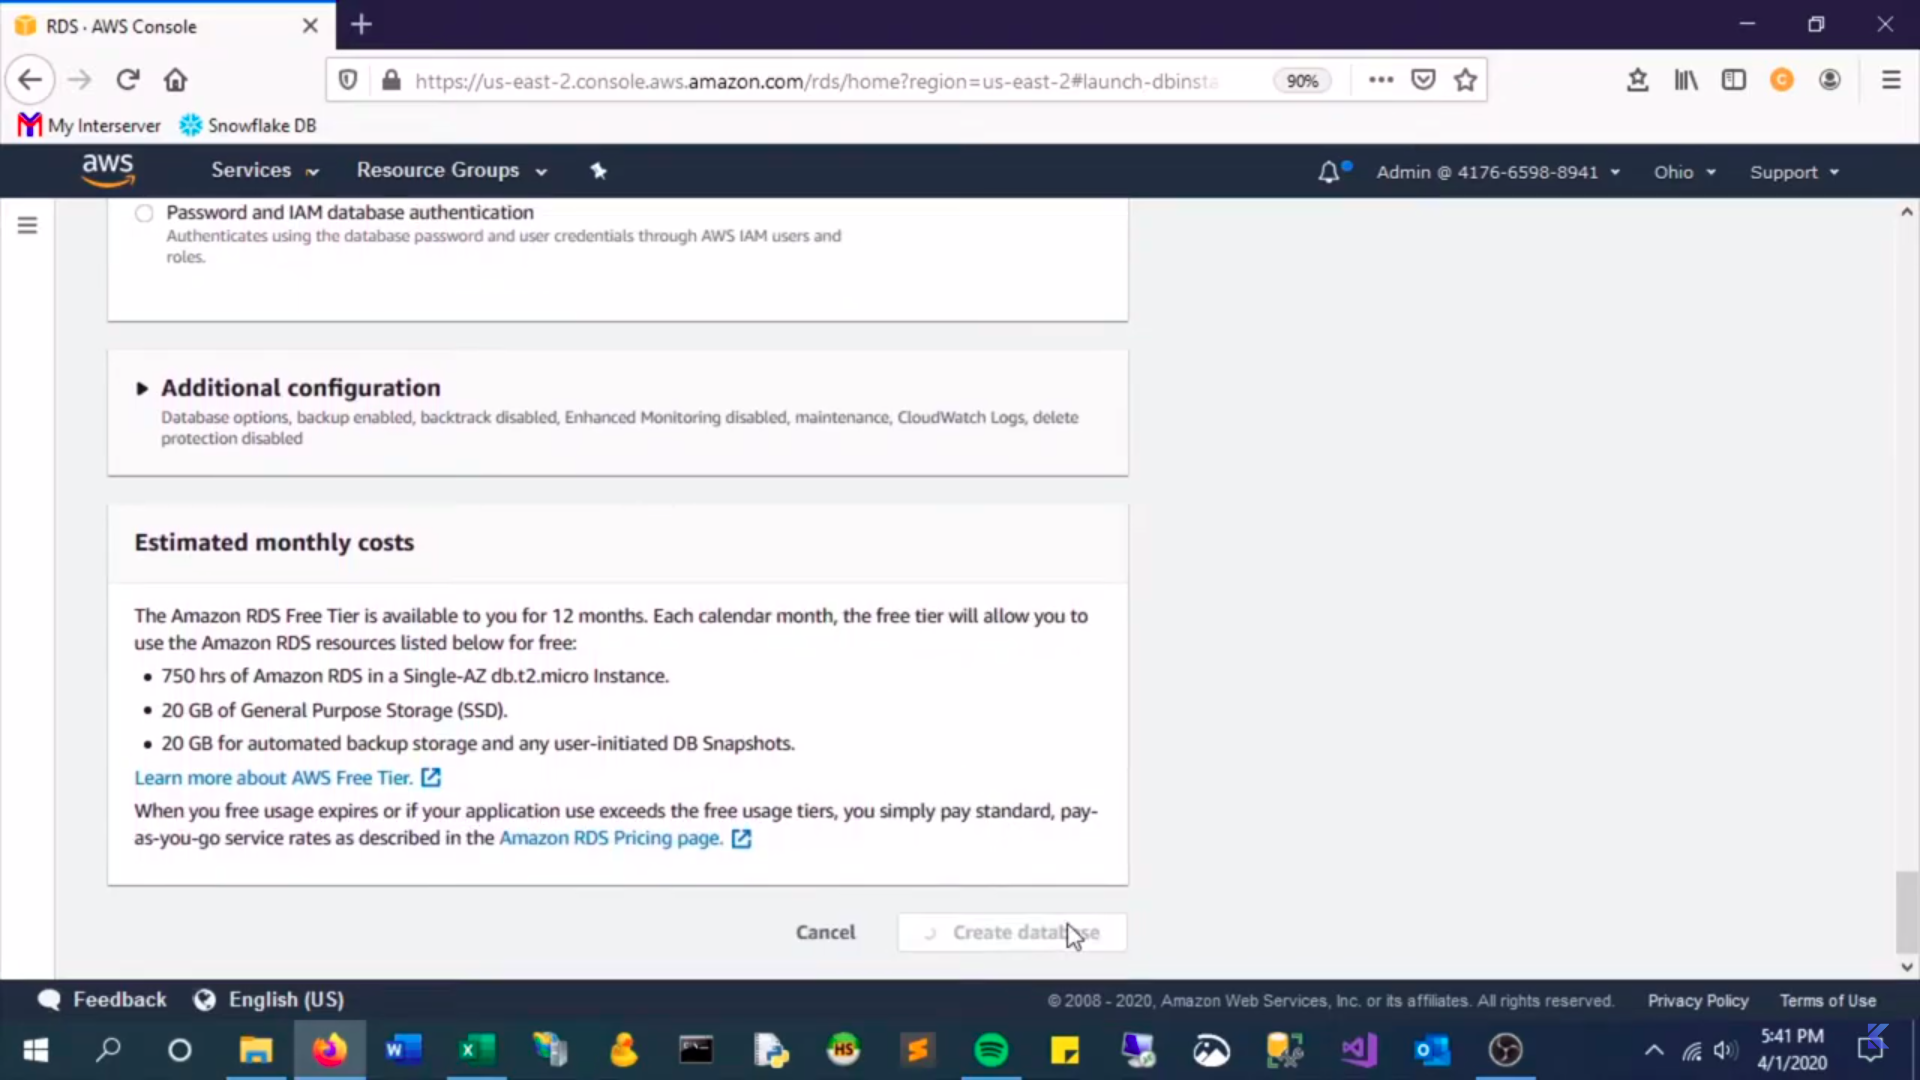 RDS · AWS Console
https://us-east-2.console.aws.amazon.com/rds/home?region=us-east-2#launch-dbinsta
90%
My Interserver
Snowflake DB
aws
Services
Resource Groups
Admin @ 4176-6598-8941
Ohio
Support
Password and IAM database authentication
Authenticates using the database password and user credentials through AWS IAM users and
roles.
Additional configuration
Database options, backup enabled, backtrack disabled, Enhanced Monitoring disabled, maintenance, CloudWatch Logs, delete
protection disabled
Estimated monthly costs
The Amazon RDS Free Tier is available to you for 12 months. Each calendar month, the free tier will allow you to
use the Amazon RDS resources listed below for free:
• 750 hrs of Amazon RDS in a Single-AZ db.t2.micro Instance.
• 20 GB of General Purpose Storage (SSD).
• 20 GB for automated backup storage and any user-initiated DB Snapshots.
Learn more about AWS Free Tier.
When you free usage expires or if your application use exceeds the free usage tiers, you simply pay standard, pay-
as-you-go service rates as described in the Amazon RDS Pricing page.
Cancel
Create database
Feedback
English (US)
© 2008 - 2020, Amazon Web Services, Inc. or its affiliates. All rights reserved.
Privacy Policy
Terms of Use
5:41 PM
4/1/2020